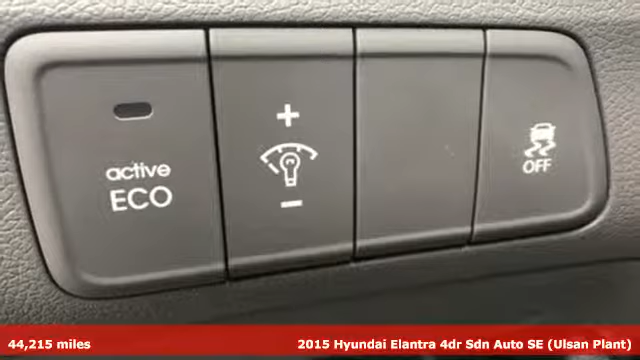 active
ECO
+
−
OFF
44,215 miles
2015 Hyundai Elantra 4dr Sdn Auto SE (Ulsan Plant)